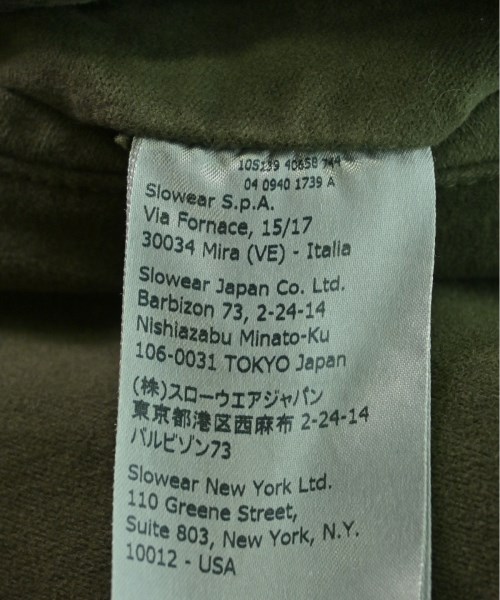 10S139 40658 744
04 0940 1739 A
Slowear S.p.A.
Via Fornace, 15/17
30034 Mira (VE) - Italia
Slowear Japan Co. Ltd.
Barbizon 73, 2-24-14
Nishiazabu Minato-Ku
106-0031 TOKYO Japan
(株)スローウエアジャパン
東京都港区西麻布 2-24-14
バルビゾン73
Slowear New York Ltd.
110 Greene Street,
Suite 803, New York, N.Y.
10012 - USA